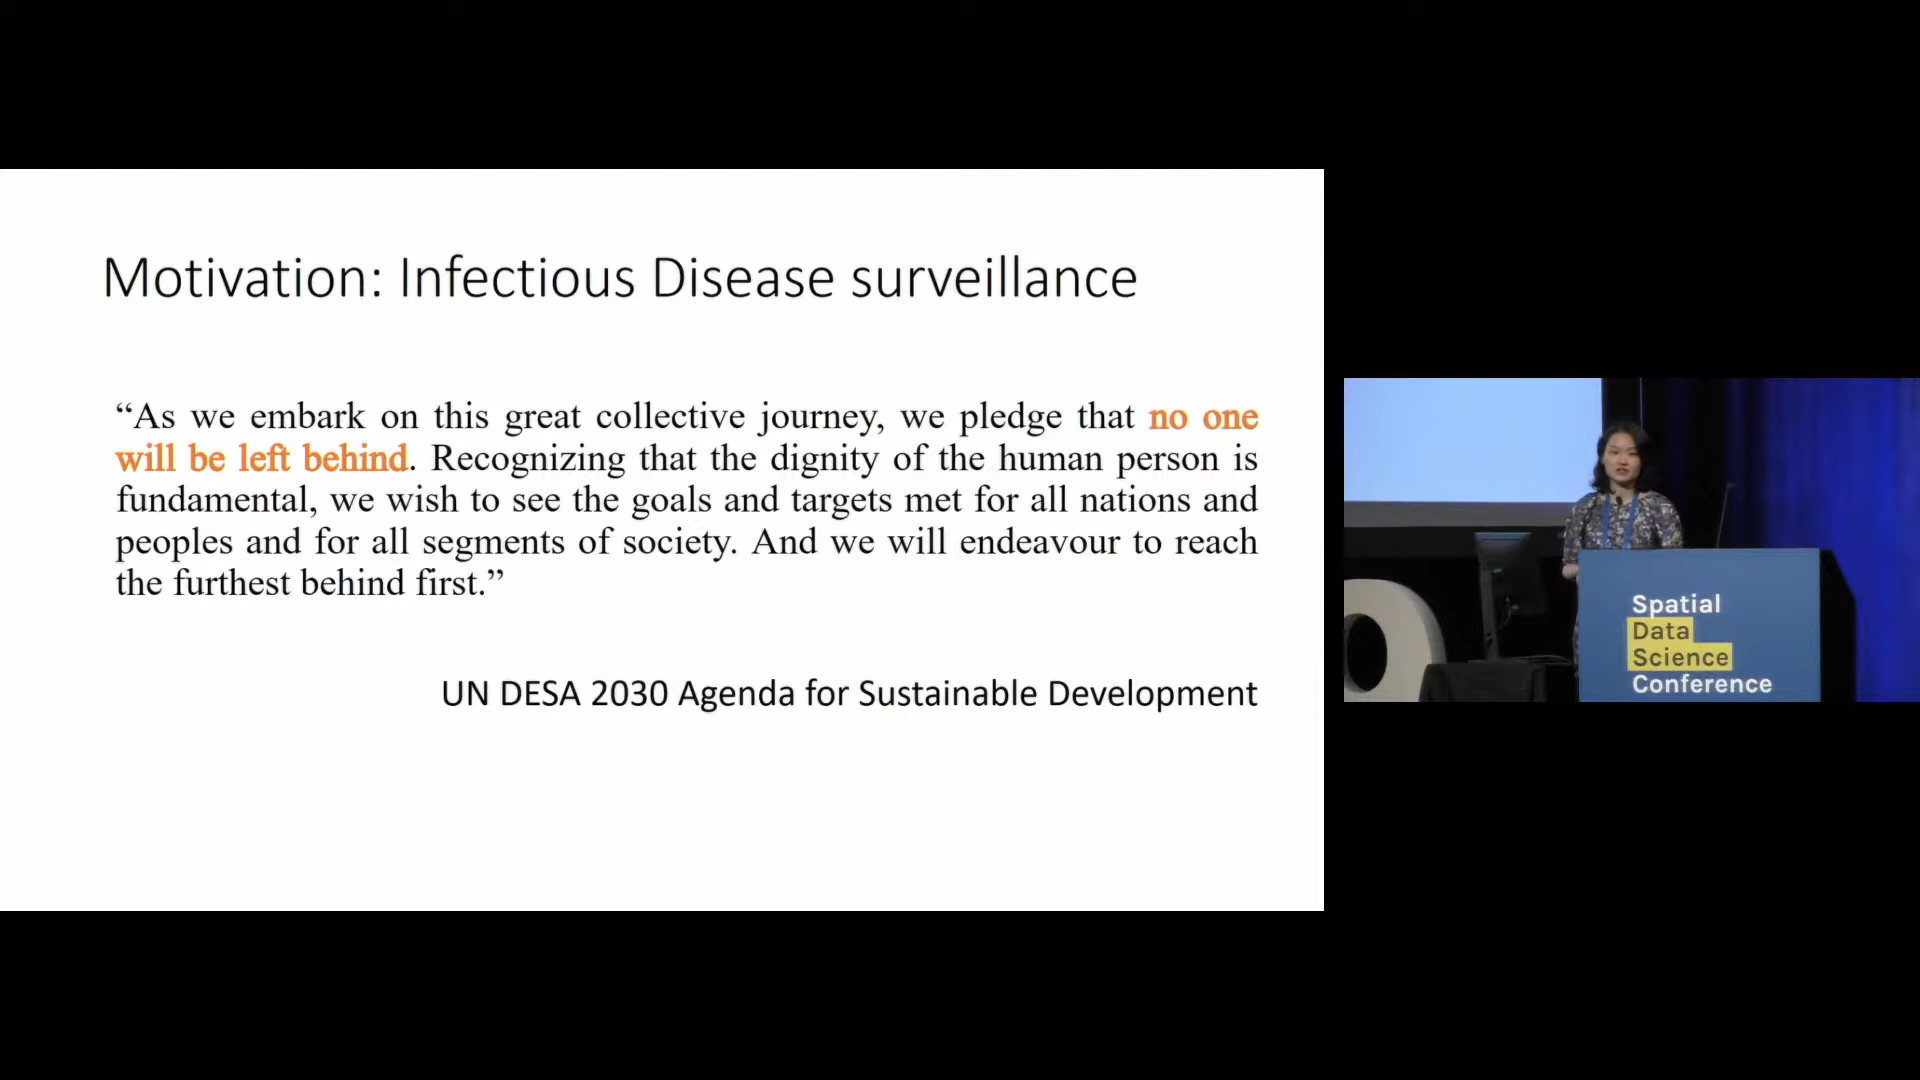 Motivation: Infectious Disease surveillance
“As we embark on this great collective journey, we pledge that no one
will be left behind. Recognizing that the dignity of the human person is
fundamental, we wish to see the goals and targets met for all nations and
peoples and for all segments of society. And we will endeavour to reach
the furthest behind first.”
UN DESA 2030 Agenda for Sustainable Development
Spatial
Data
Science
Conference